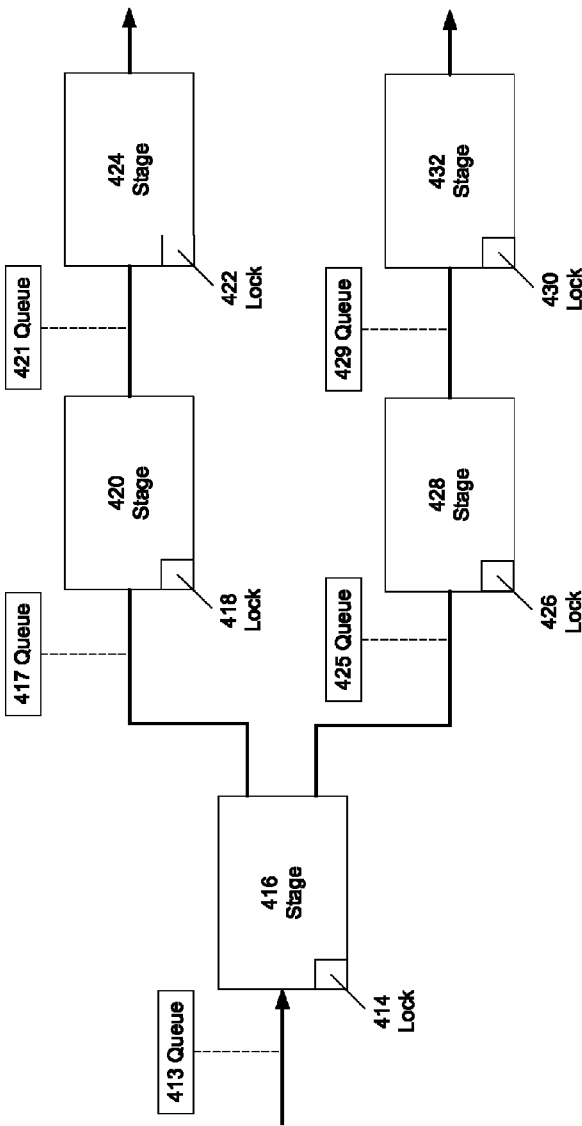 417 Queue
421 Queue
420
Stage
424
Stage
418
Lock
422
Lock
413 Queue
416
Stage
425 Queue
429 Queue
414
Lock
428
Stage
432
Stage
426
Lock
430
Lock